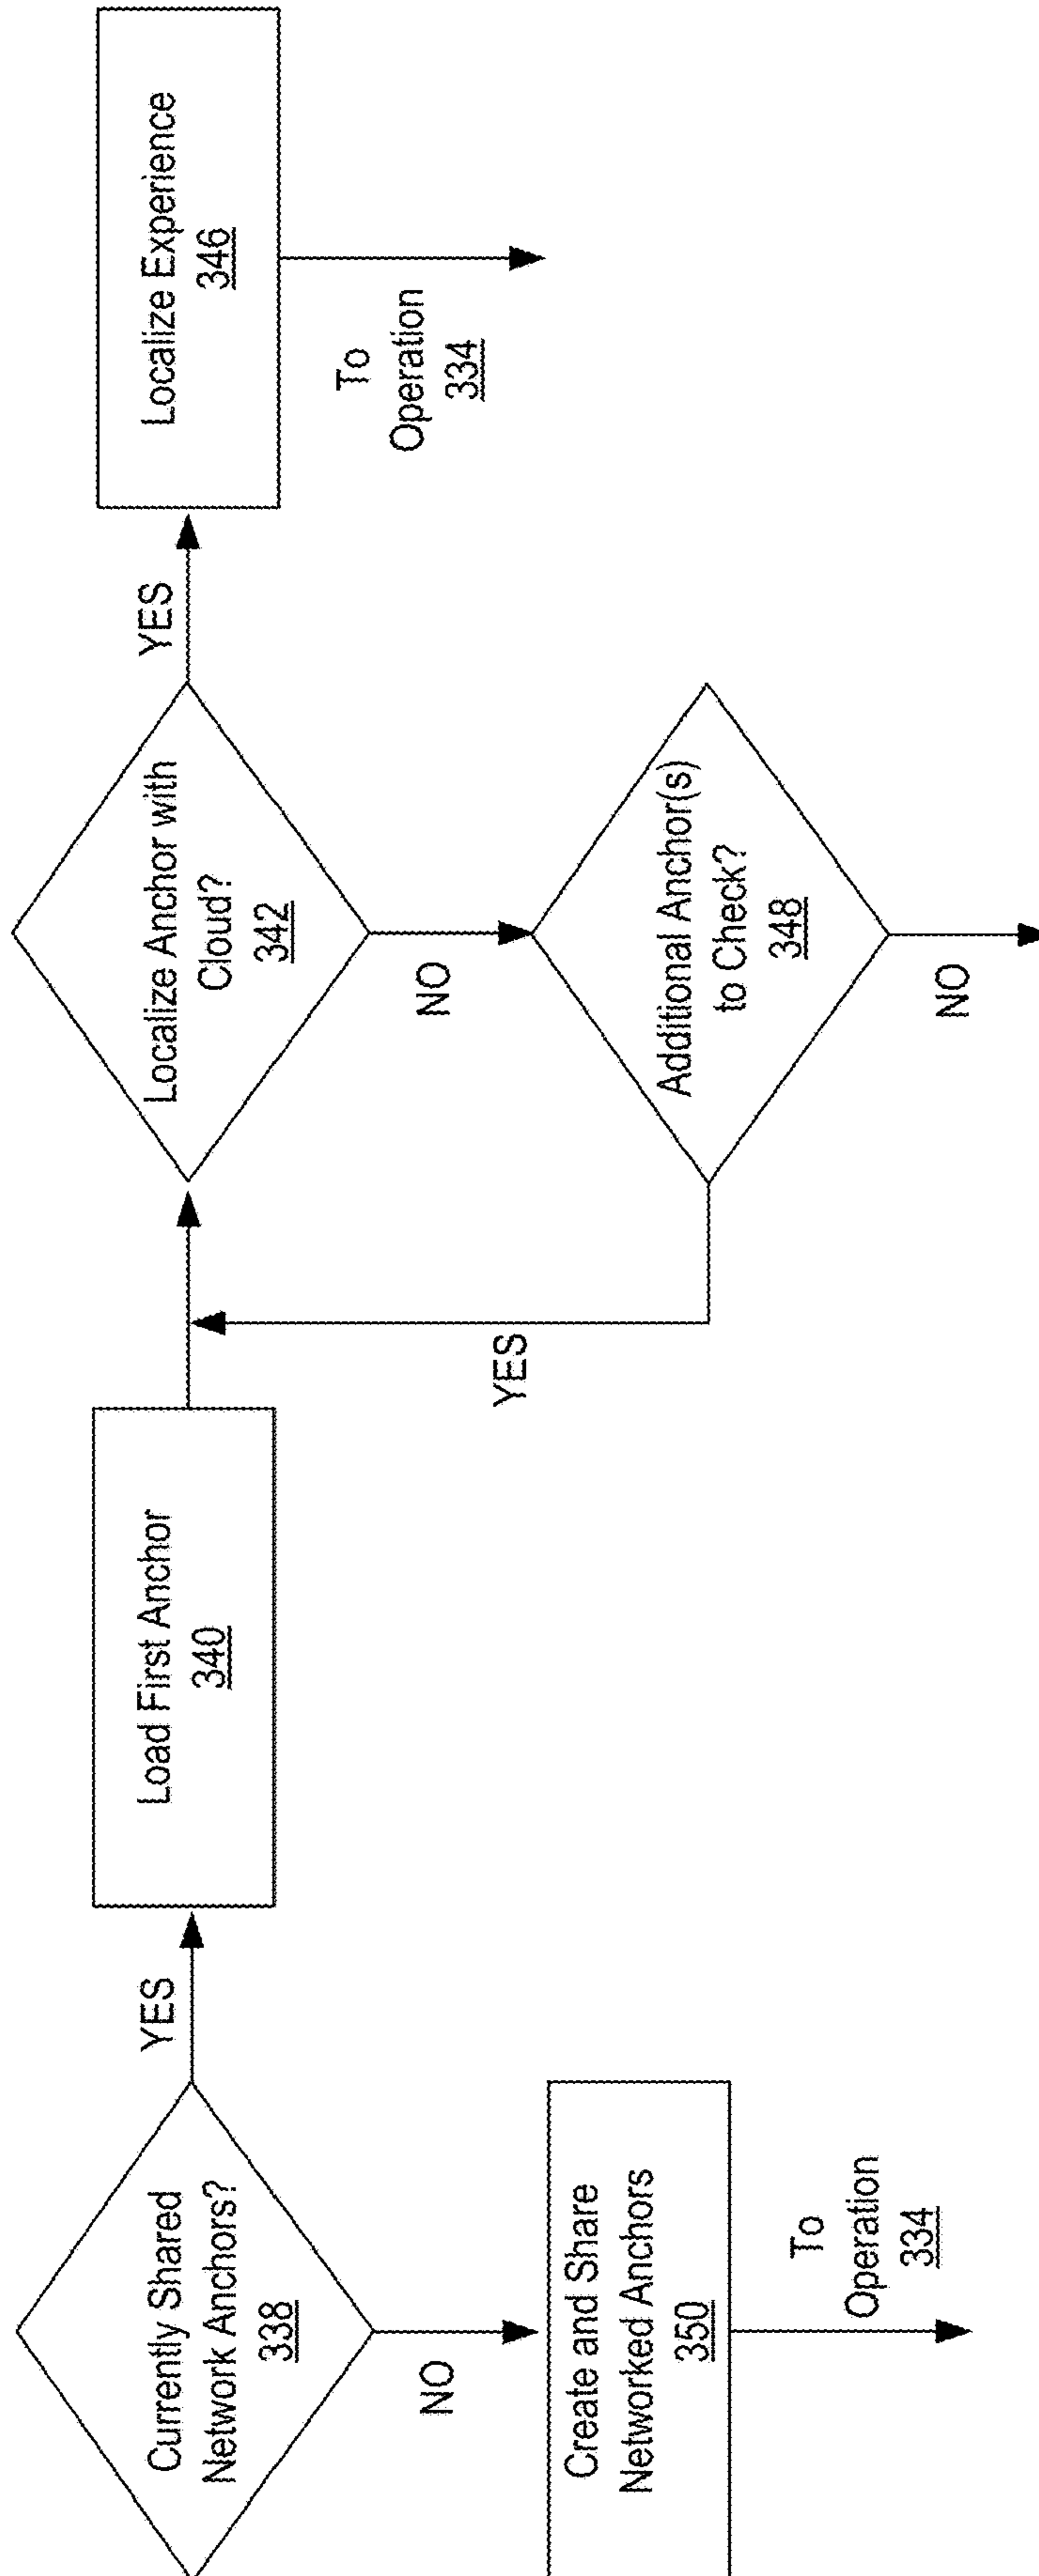 Currently Shared
Network Anchors?
338
YES
NO
Create and Share
Networked Anchors
350
To
Operation
334
Load First Anchor
340
YES
Localize Anchor with
Cloud?
342
YES
NO
Additional Anchor(s)
to Check?
348
NO
Localize Experience
346
To
Operation
334